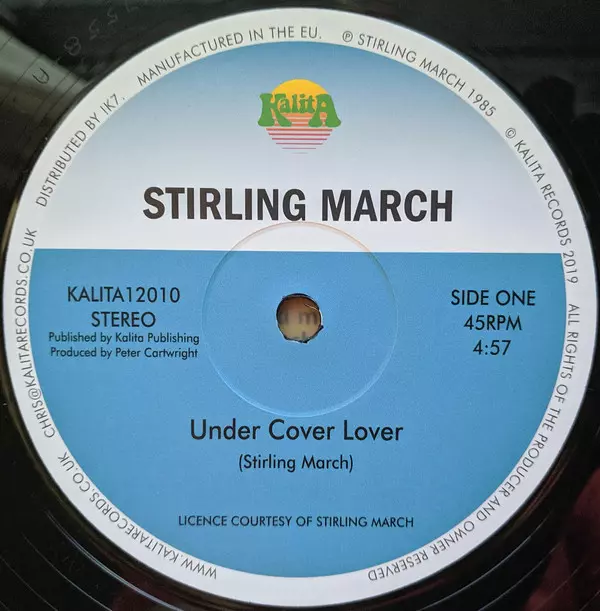 DISTRIBUTED BY !K7. MANUFACTURED IN THE EU. ℗ STIRLING MARCH 1985 © KALITA RECORDS 2019 ALL RIGHTS OF THE PRODUCER AND OWNER RESERVED
WWW.KALITARECORDS.CO.UK CHRIS@KALITARECORDS.CO.UK
KalitA
STIRLING MARCH
KALITA12010
STEREO
Published by Kalita Publishing
Produced by Peter Cartwright
SIDE ONE
45RPM
4:57
Under Cover Lover
(Stirling March)
LICENCE COURTESY OF STIRLING MARCH